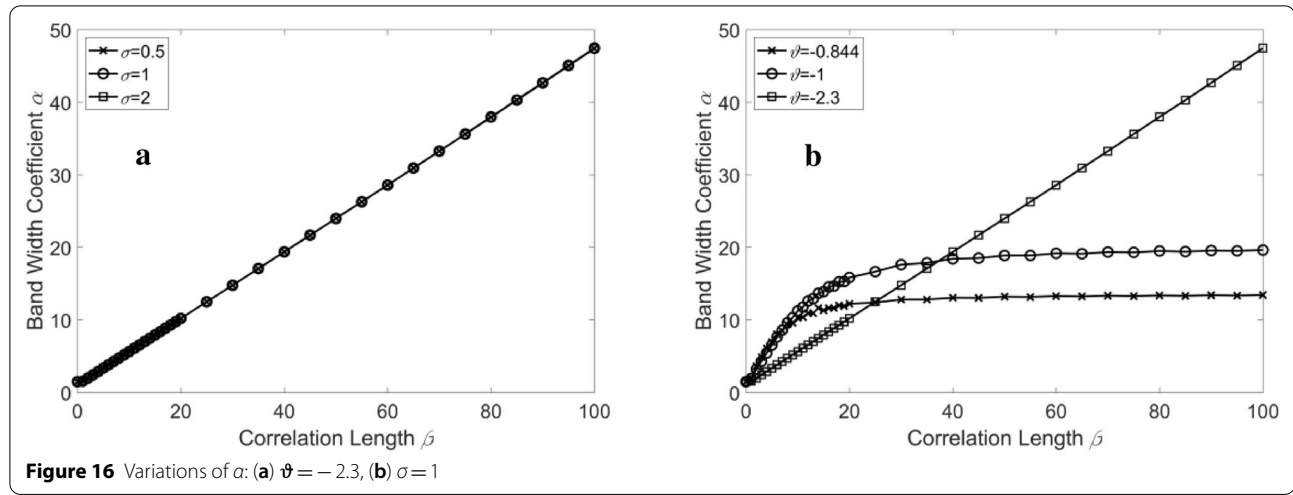 50
40
30
20
10
0
Band Width Coefficient α
σ=0.5
σ=1
σ=2
a
0 20 40 60 80 100
Correlation Length β
50
40
30
20
10
0
Band Width Coefficient α
ϑ=-0.844
ϑ=-1
ϑ=-2.3
b
0 20 40 60 80 100
Correlation Length β
Figure 16 Variations of α: (a) ϑ = − 2.3, (b) σ = 1